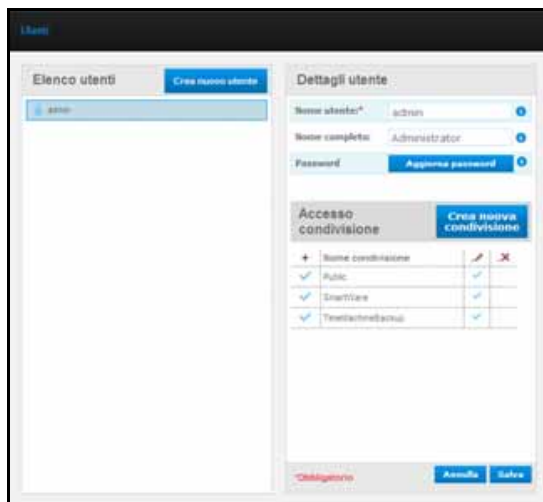 Utenti
Elenco utenti
Crea nuovo utente
admin
Dettagli utente
Nome utente:*
admin
Nome completo:
Administrator
Password
Aggiorna password
Accesso condivisione
Crea nuova condivisione
+ Nome condivisione
Public
SmartWare
TimeMachineBackup
*Obbligatorio
Annulla
Salva